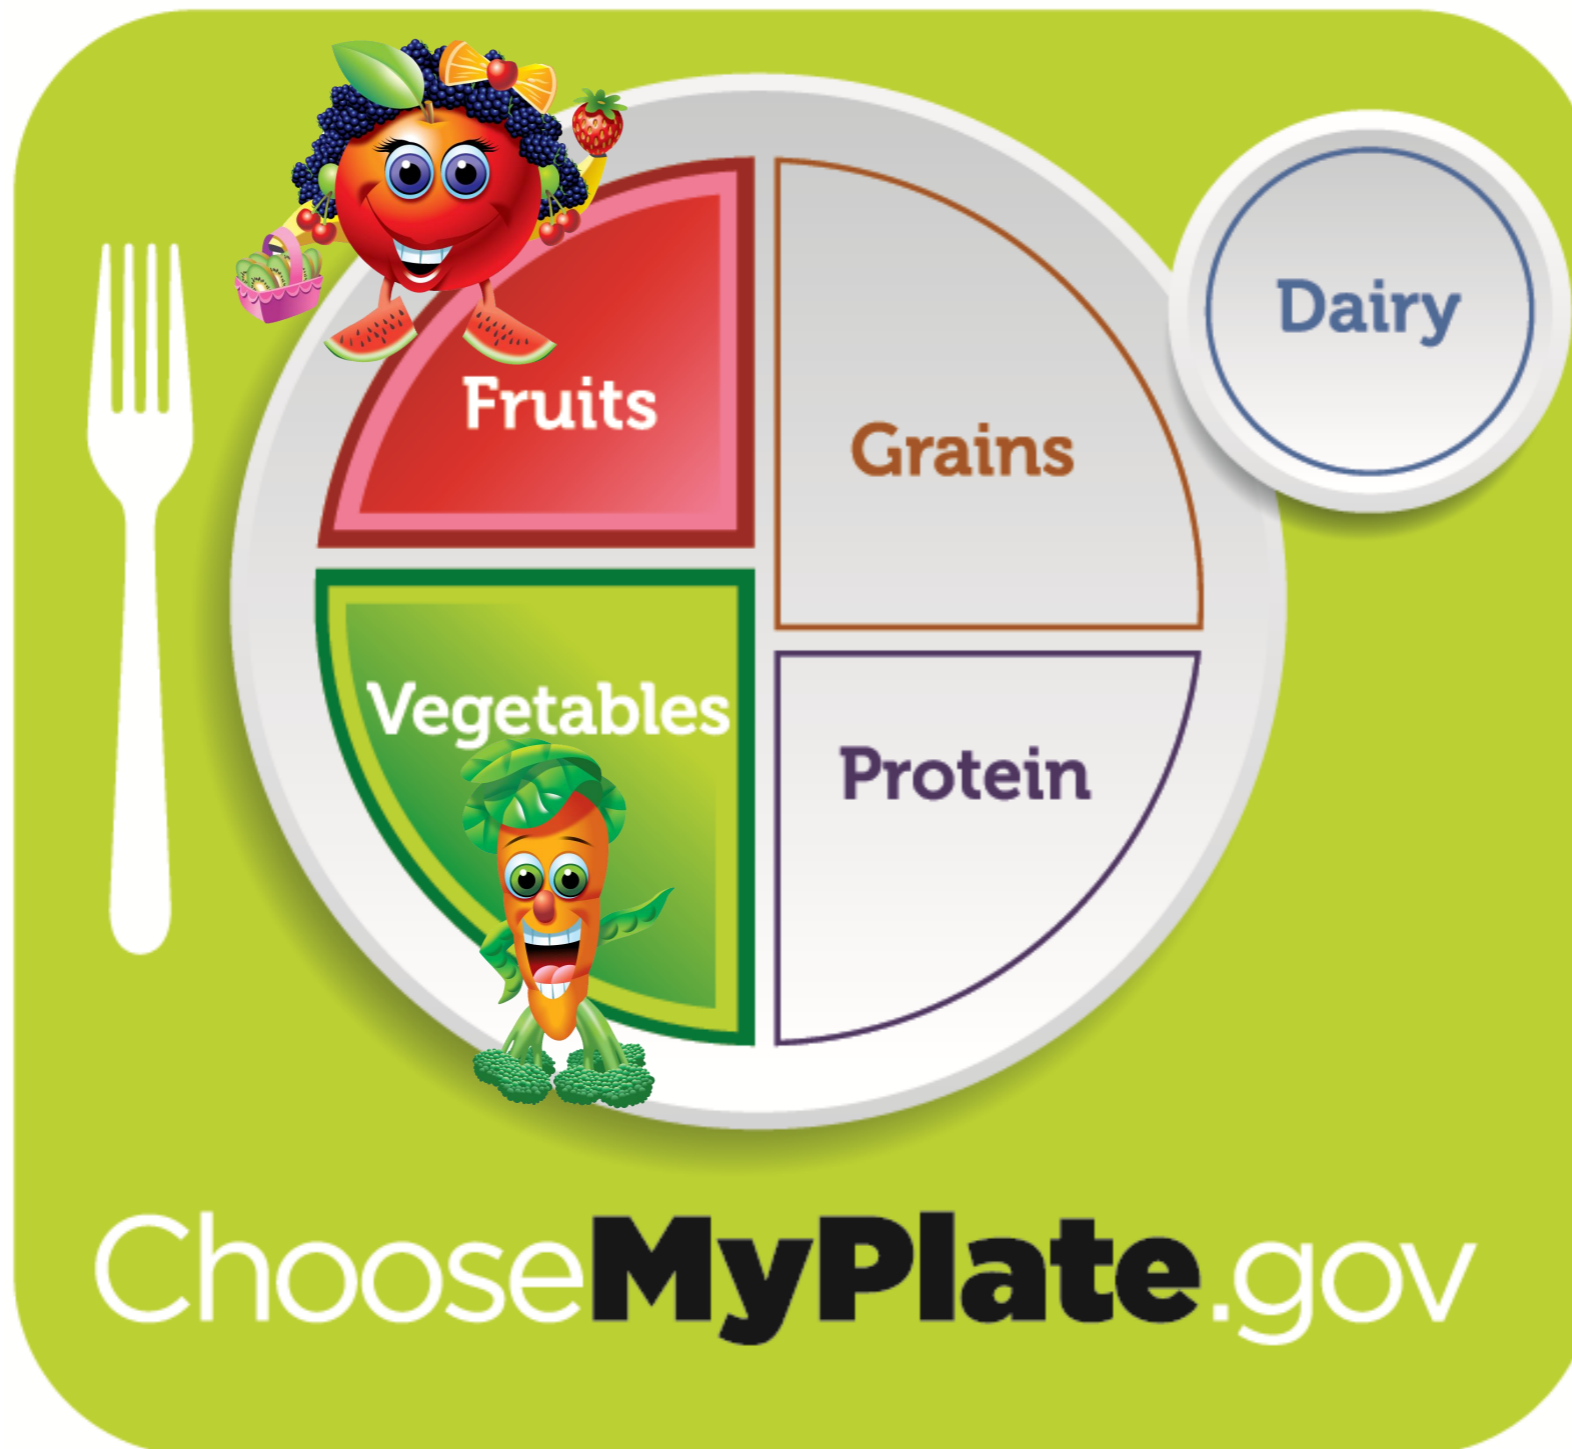 Fruits
Grains
Dairy
Vegetables
Protein
ChooseMyPlate.gov